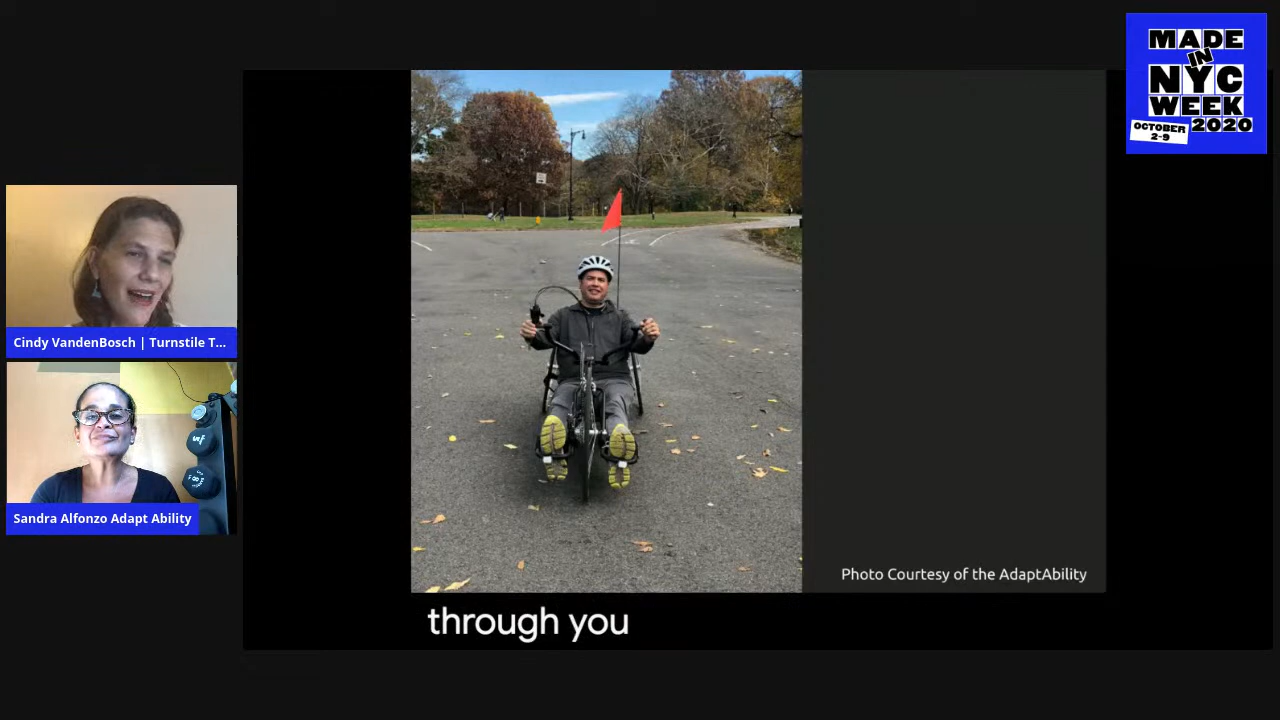 MADE
IN
NYC
WEEK
2020
OCTOBER
2-9
Cindy VandenBosch | Turnstile T...
Sandra Alfonzo Adapt Ability
Photo Courtesy of the AdaptAbility
through you